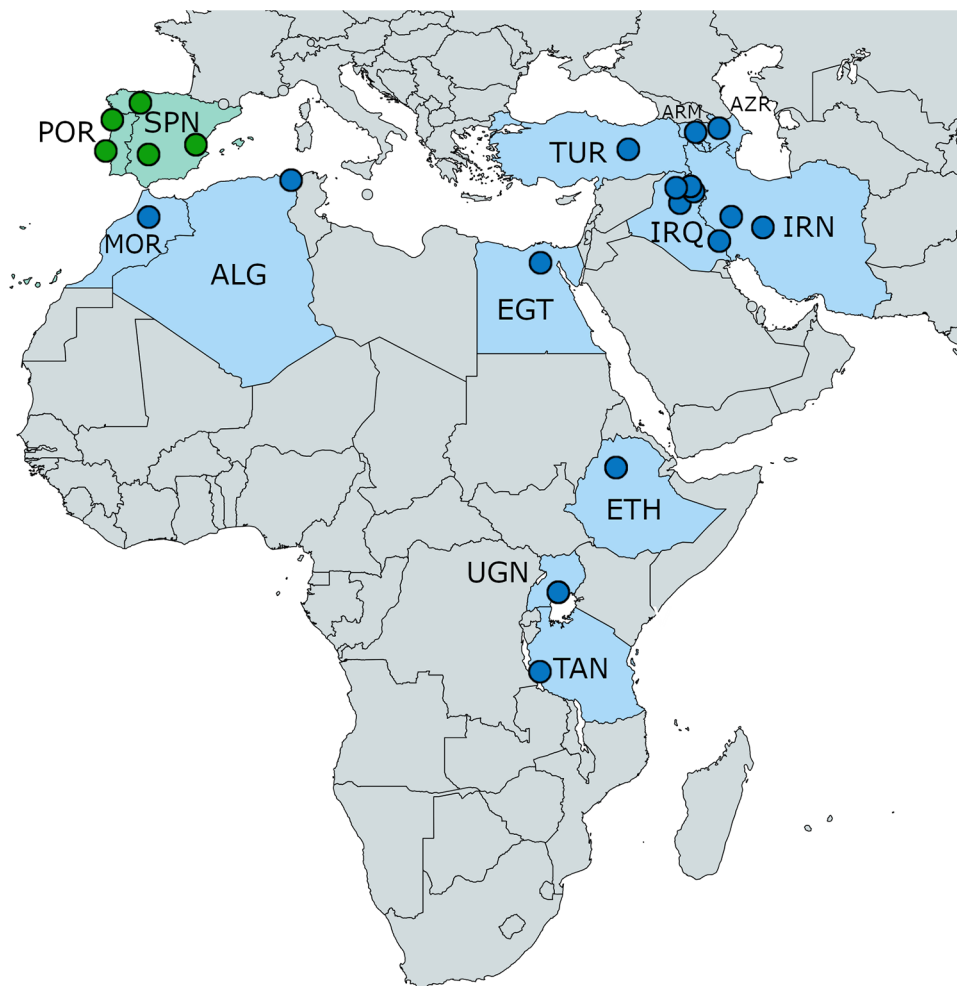 AZR
ARM
SPN
POR
TUR
IRQ
IRN
MOR
ALG
EGT
ETH
UGN
TAN